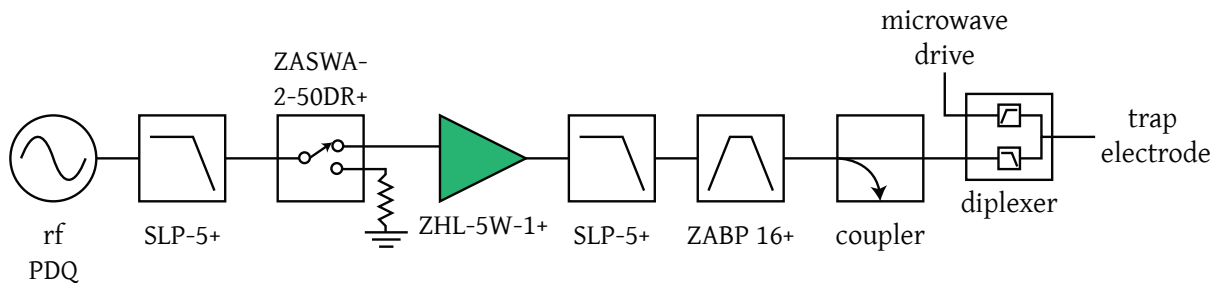 rf
PDQ
SLP-5+
ZASWA-
2-50DR+
ZHL-5W-1+
SLP-5+
ZABP 16+
coupler
microwave
drive
diplexer
trap
electrode